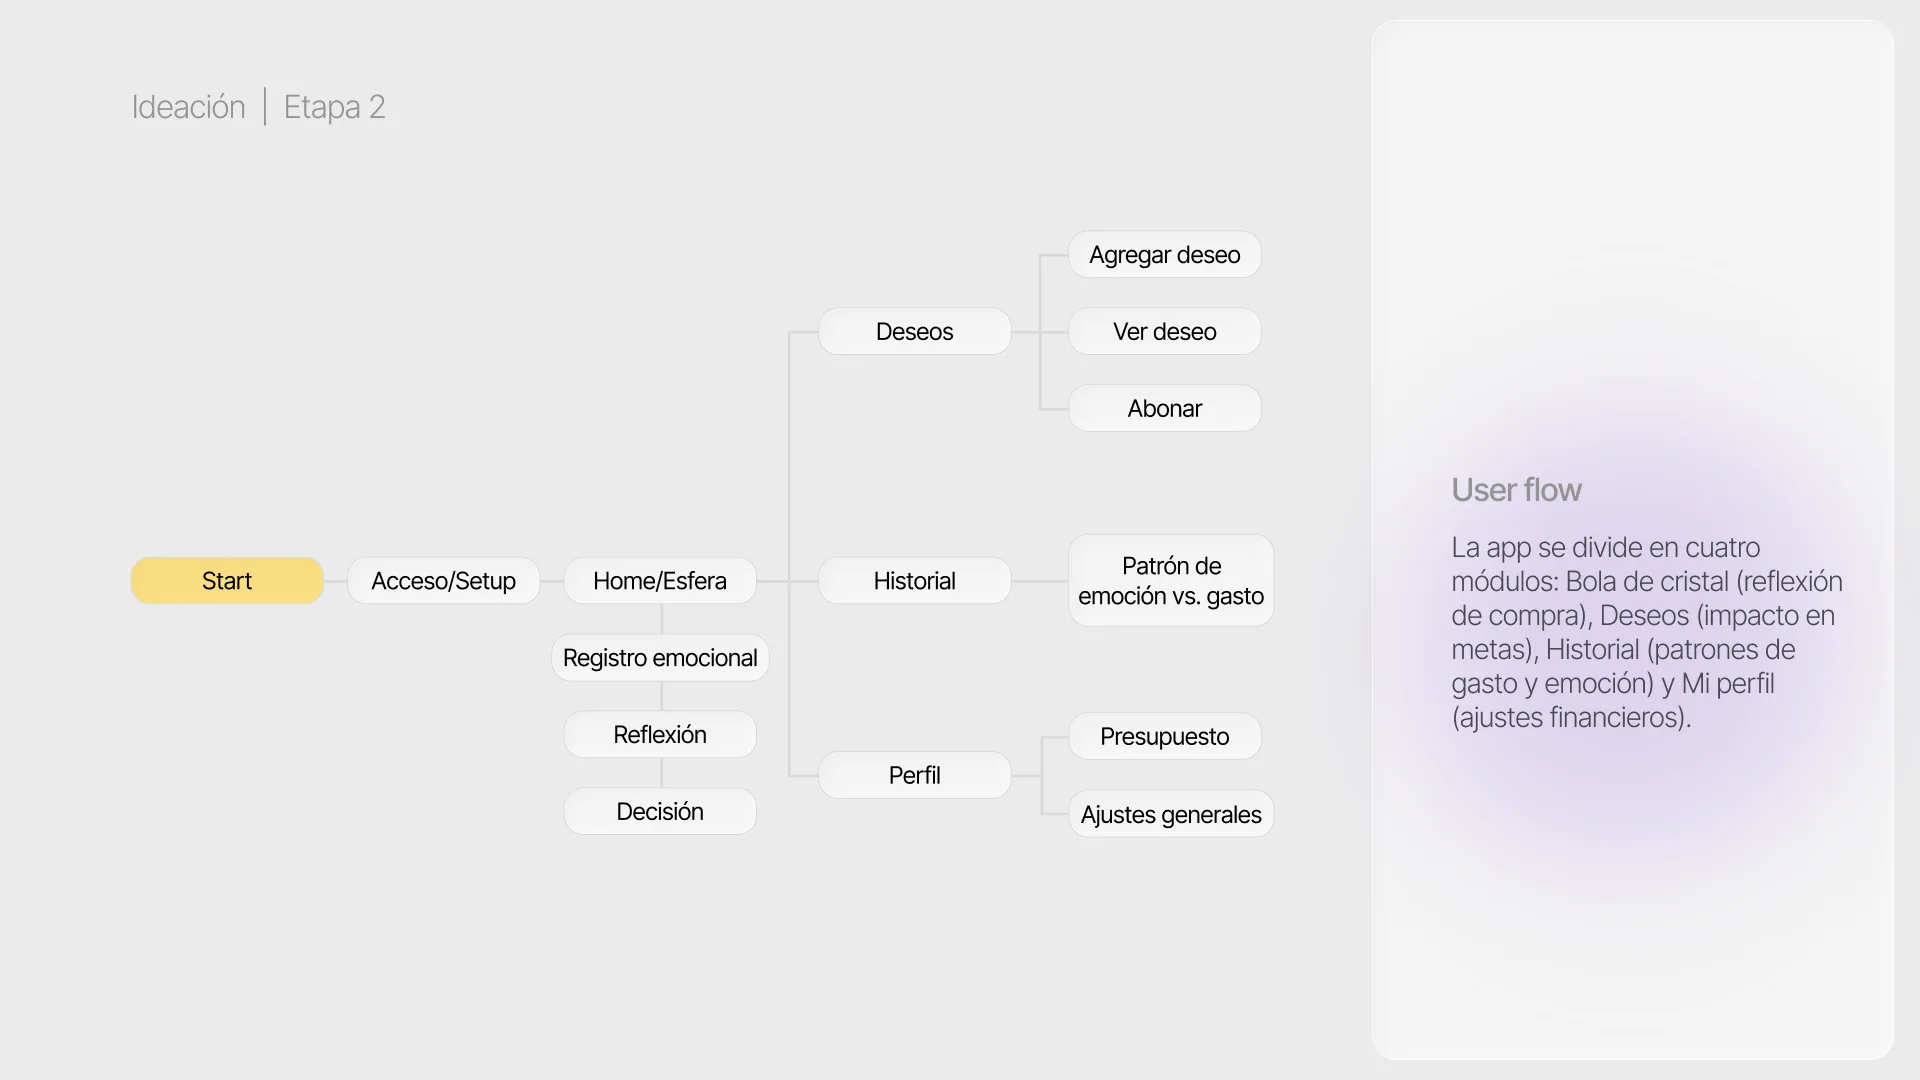 Ideación | Etapa 2
Agregar deseo
Deseos
Ver deseo
Abonar
Start
Acceso/Setup
Home/Esfera
Historial
Patrón de
emoción vs. gasto
Registro emocional
Reflexión
Decisión
Perfil
Presupuesto
Ajustes generales
User flow
La app se divide en cuatro
módulos: Bola de cristal (reflexión
de compra), Deseos (impacto en
metas), Historial (patrones de
gasto y emoción) y Mi perfil
(ajustes financieros).